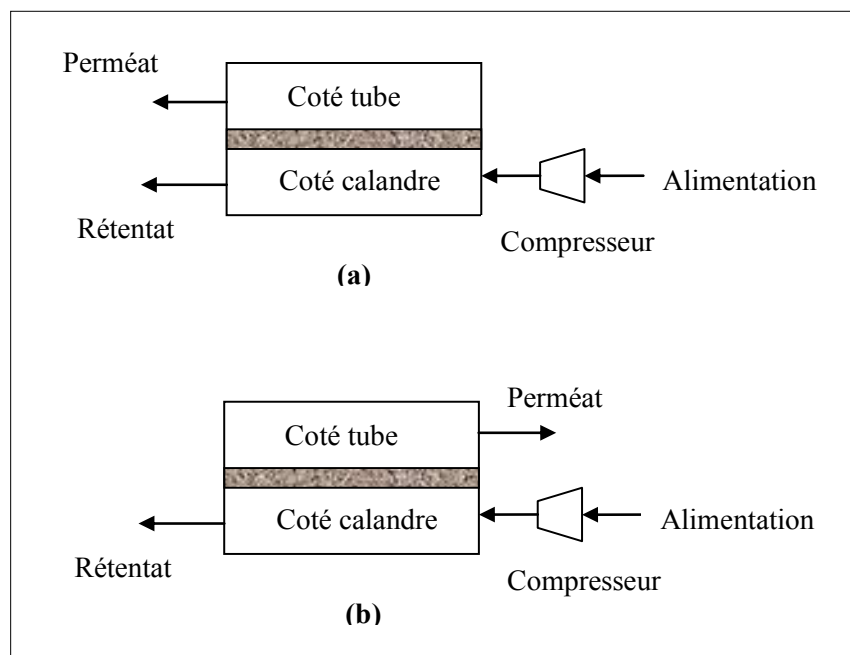 Perméat
Coté tube
Coté calandre
Alimentation
Rétentat
Compresseur
(a)
Perméat
Coté tube
Coté calandre
Alimentation
Rétentat
Compresseur
(b)